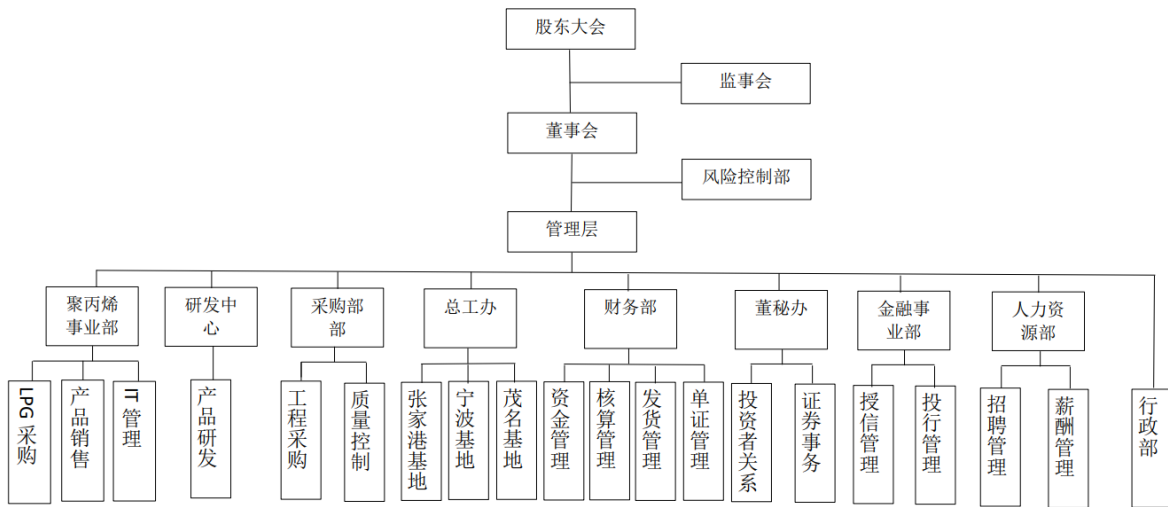 股东大会
监事会
董事会
风险控制部
管理层
聚丙烯
事业部
研发中
心
采购部
部
总工办
财务部
董秘办
金融事
业部
人力资
源部
LPG 采购
产品销售
IT 管理
产品研发
工程采购
质量控制
张家港基地
宁波基地
茂名基地
资金管理
核算管理
发货管理
单证管理
投资者关系
证券事务
授信管理
投行管理
招聘管理
薪酬管理
行政部